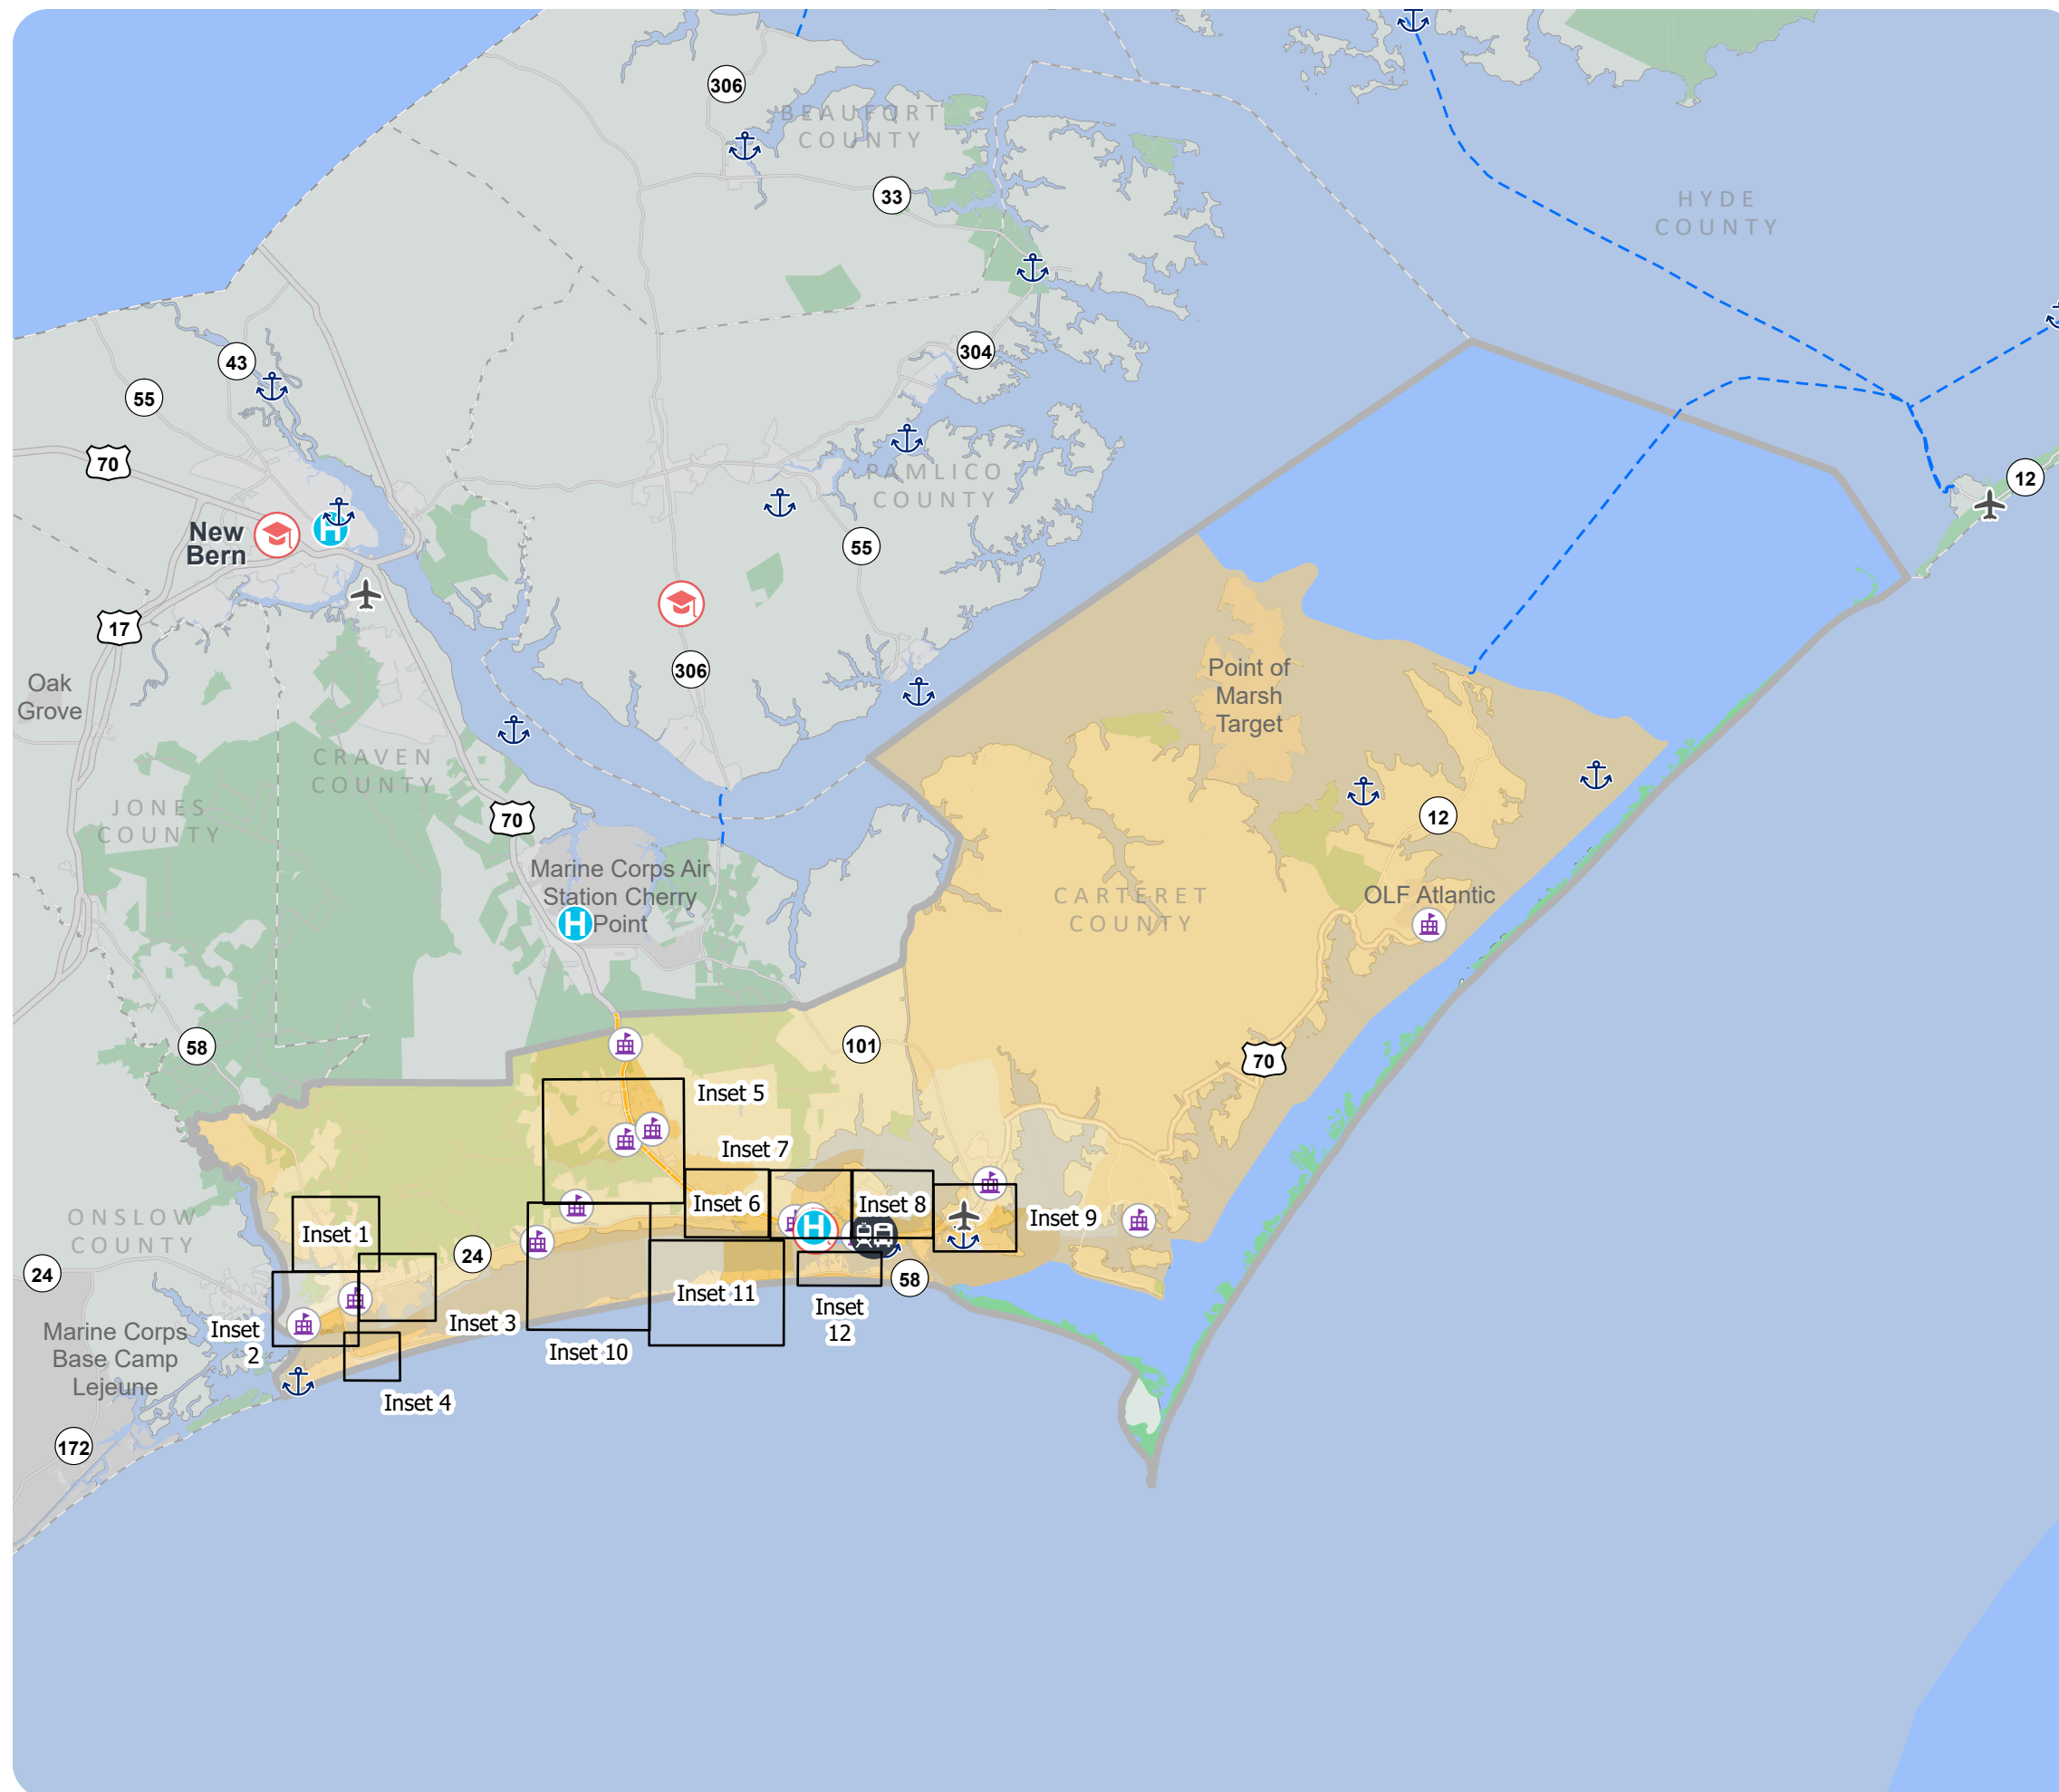 306
BEAUFORT
COUNTY
33
HYDE
COUNTY
43
304
55
70
12
PAMLICO
COUNTY
New
Bern
H
55
17
306
Oak
Grove
Point of
Marsh
Target
CRAVEN
COUNTY
JONES
COUNTY
70
12
Marine Corps Air
Station Cherry
Point
H
CARTERET
COUNTY
OLF Atlantic
58
101
70
Inset 5
Inset 7
Inset 6
Inset 8
Inset 9
H
ONSLOW
COUNTY
Inset 1
24
24
58
Inset 11
Inset
12
Inset 3
Inset
2
Marine Corps
Base Camp
Lejeune
Inset 10
Inset 4
172